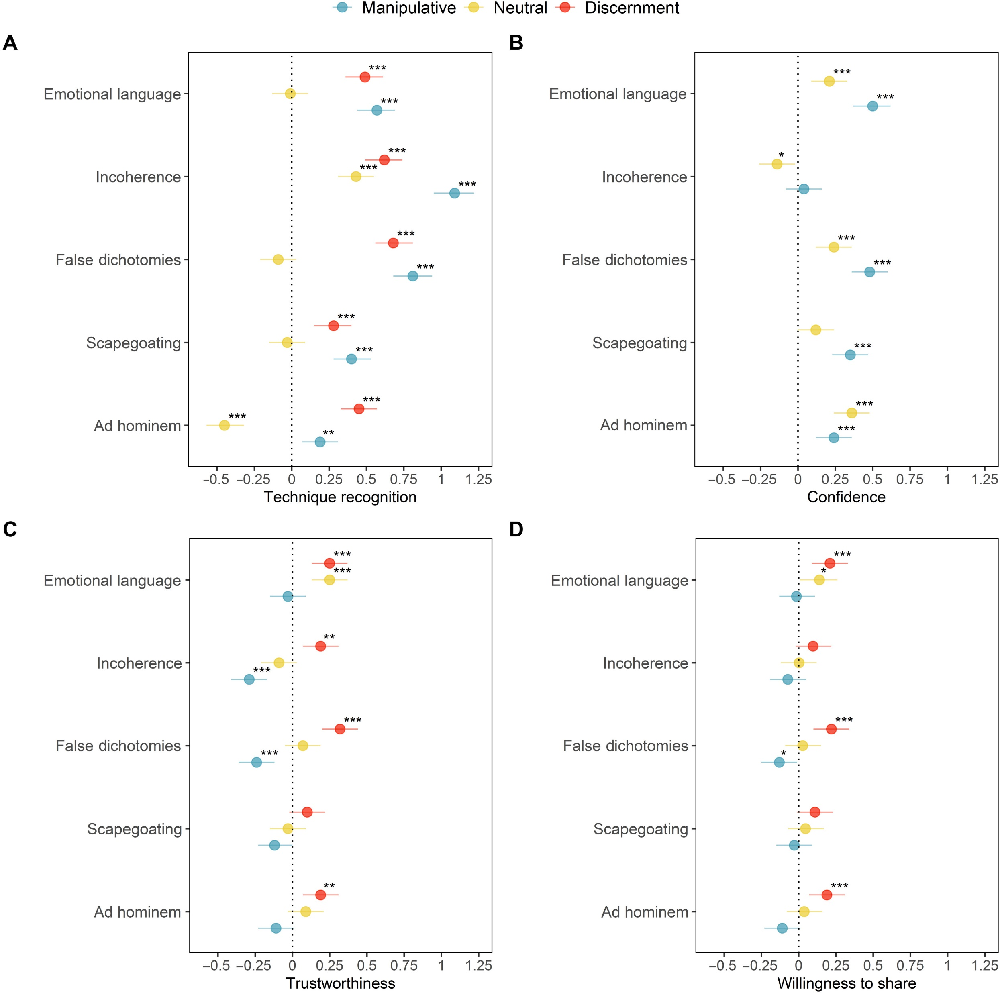 Manipulative Neutral Discernment
A
***
Emotional language
***
***
Incoherence
***
***
***
False dichotomies
***
***
Scapegoating
***
***
***
Ad hominem
**
−0.5 −0.25 0 0.25 0.5 0.75 1 1.25
Technique recognition
B
***
Emotional language
***
*
Incoherence
***
False dichotomies
***
Scapegoating
***
***
Ad hominem
***
−0.5 −0.25 0 0.25 0.5 0.75 1 1.25
Confidence
C
***
***
Emotional language
**
Incoherence
***
***
False dichotomies
***
Scapegoating
**
Ad hominem
−0.5 −0.25 0 0.25 0.5 0.75 1 1.25
Trustworthiness
D
***
*
Emotional language
Incoherence
***
False dichotomies
*
Scapegoating
***
Ad hominem
−0.5 −0.25 0 0.25 0.5 0.75 1 1.25
Willingness to share